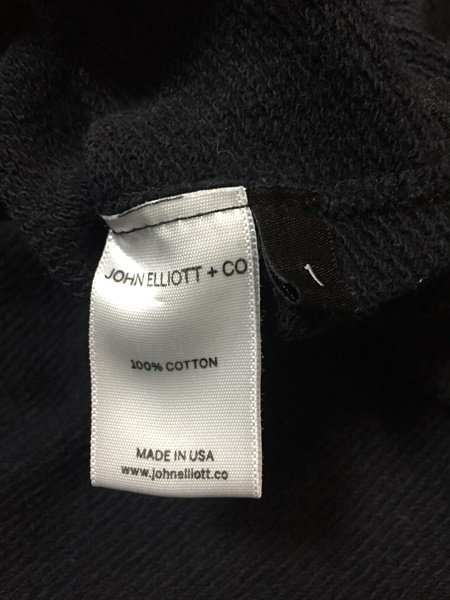 JOHN ELLIOTT + CO
100% COTTON
MADE IN USA
www.johnelliott.co